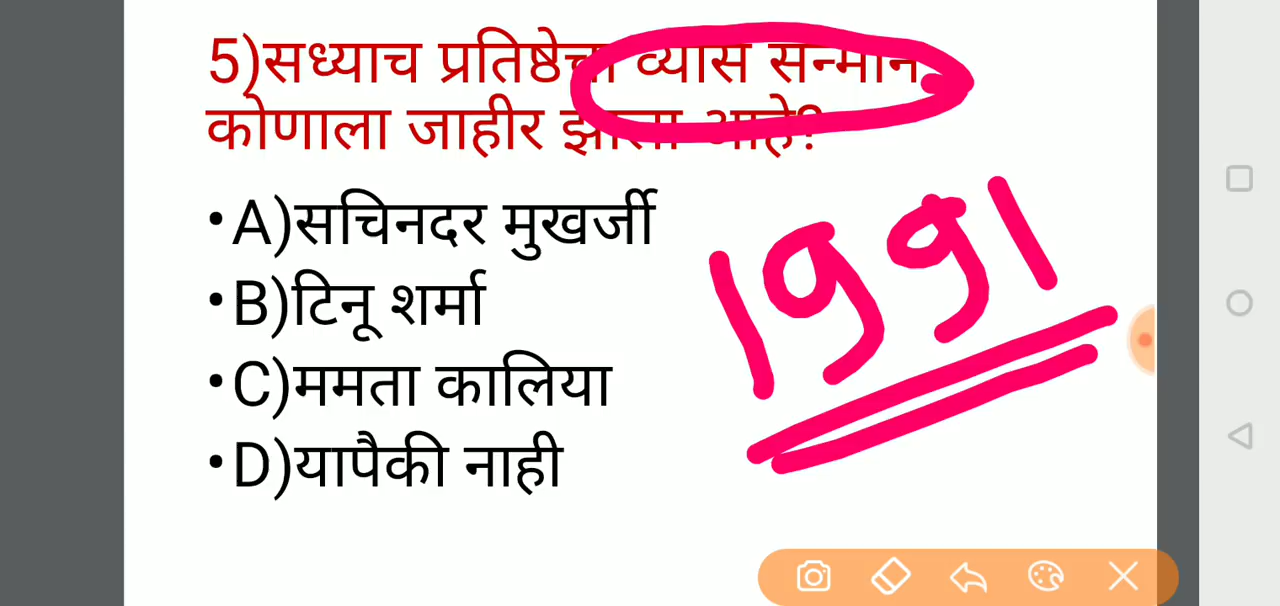 5)सध्याच प्रतिष्ठेचा व्यास सन्मान
कोणाला जाहीर झाला आहे?
•A)सचिनदर मुखर्जी
•B)टिनू शर्मा
•C)ममता कालिया
•D)यापैकी नाही
1991